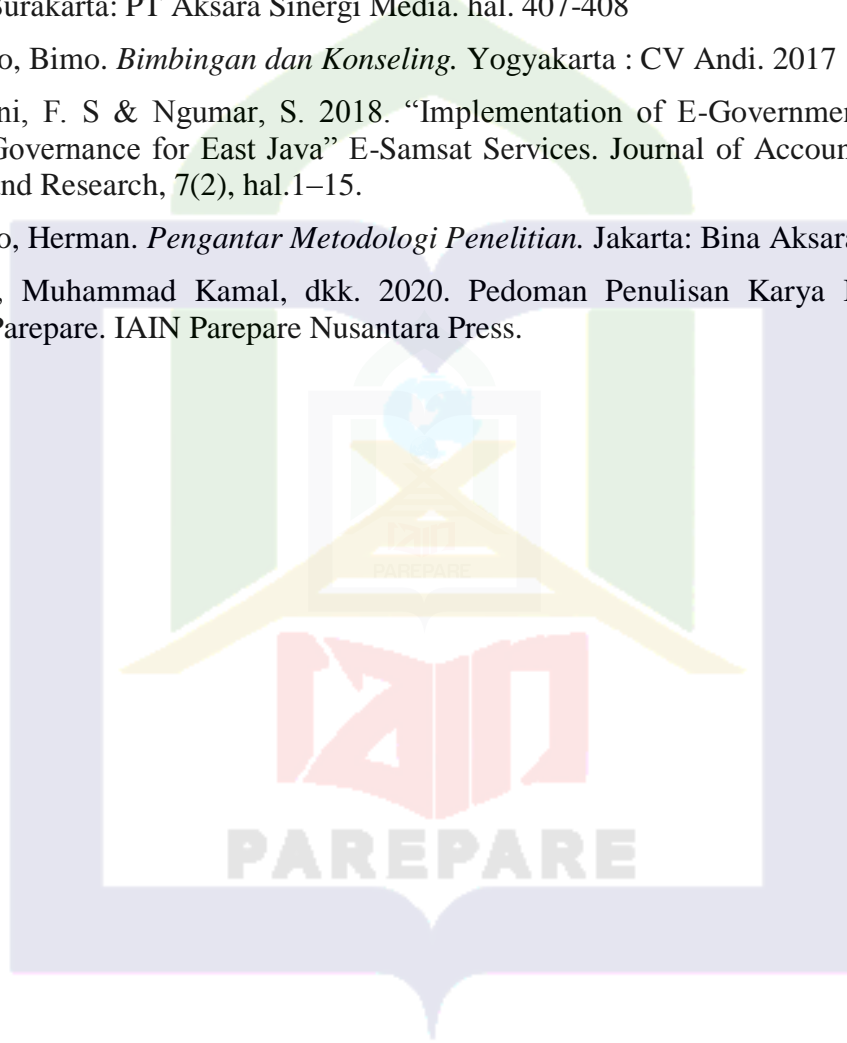 Surakarta: PT Aksara Sinergi Media. hal. 407-408
o, Bimo. Bimbingan dan Konseling. Yogyakarta : CV Andi. 2017
ni, F. S & Ngumar, S. 2018. “Implementation of E-Governmen
Governance for East Java” E-Samsat Services. Journal of Accoun
nd Research, 7(2), hal.1–15.
o, Herman. Pengantar Metodologi Penelitian. Jakarta: Bina Aksara
, Muhammad Kamal, dkk. 2020. Pedoman Penulisan Karya
Parepare. IAIN Parepare Nusantara Press.
IAIN
PAREPARE
IAIN
PAREPARE